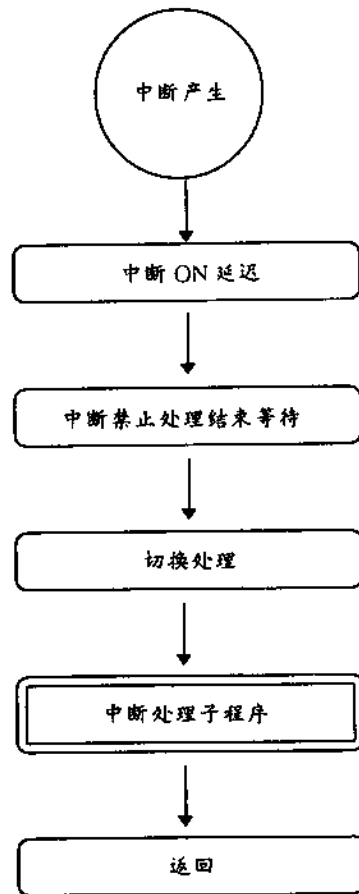 中断产生
中断 ON 延迟
中断禁止处理结束等待
切换处理
中断处理子程序
返回